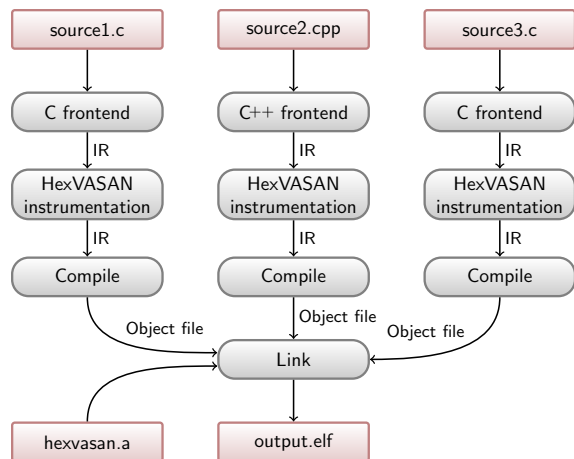 source1.c
source2.cpp
source3.c
C frontend
C++ frontend
C frontend
IR
IR
IR
HexVASAN
instrumentation
HexVASAN
instrumentation
HexVASAN
instrumentation
IR
IR
IR
Compile
Compile
Compile
Object file
Object file
Object file
Link
hexvasan.a
output.elf